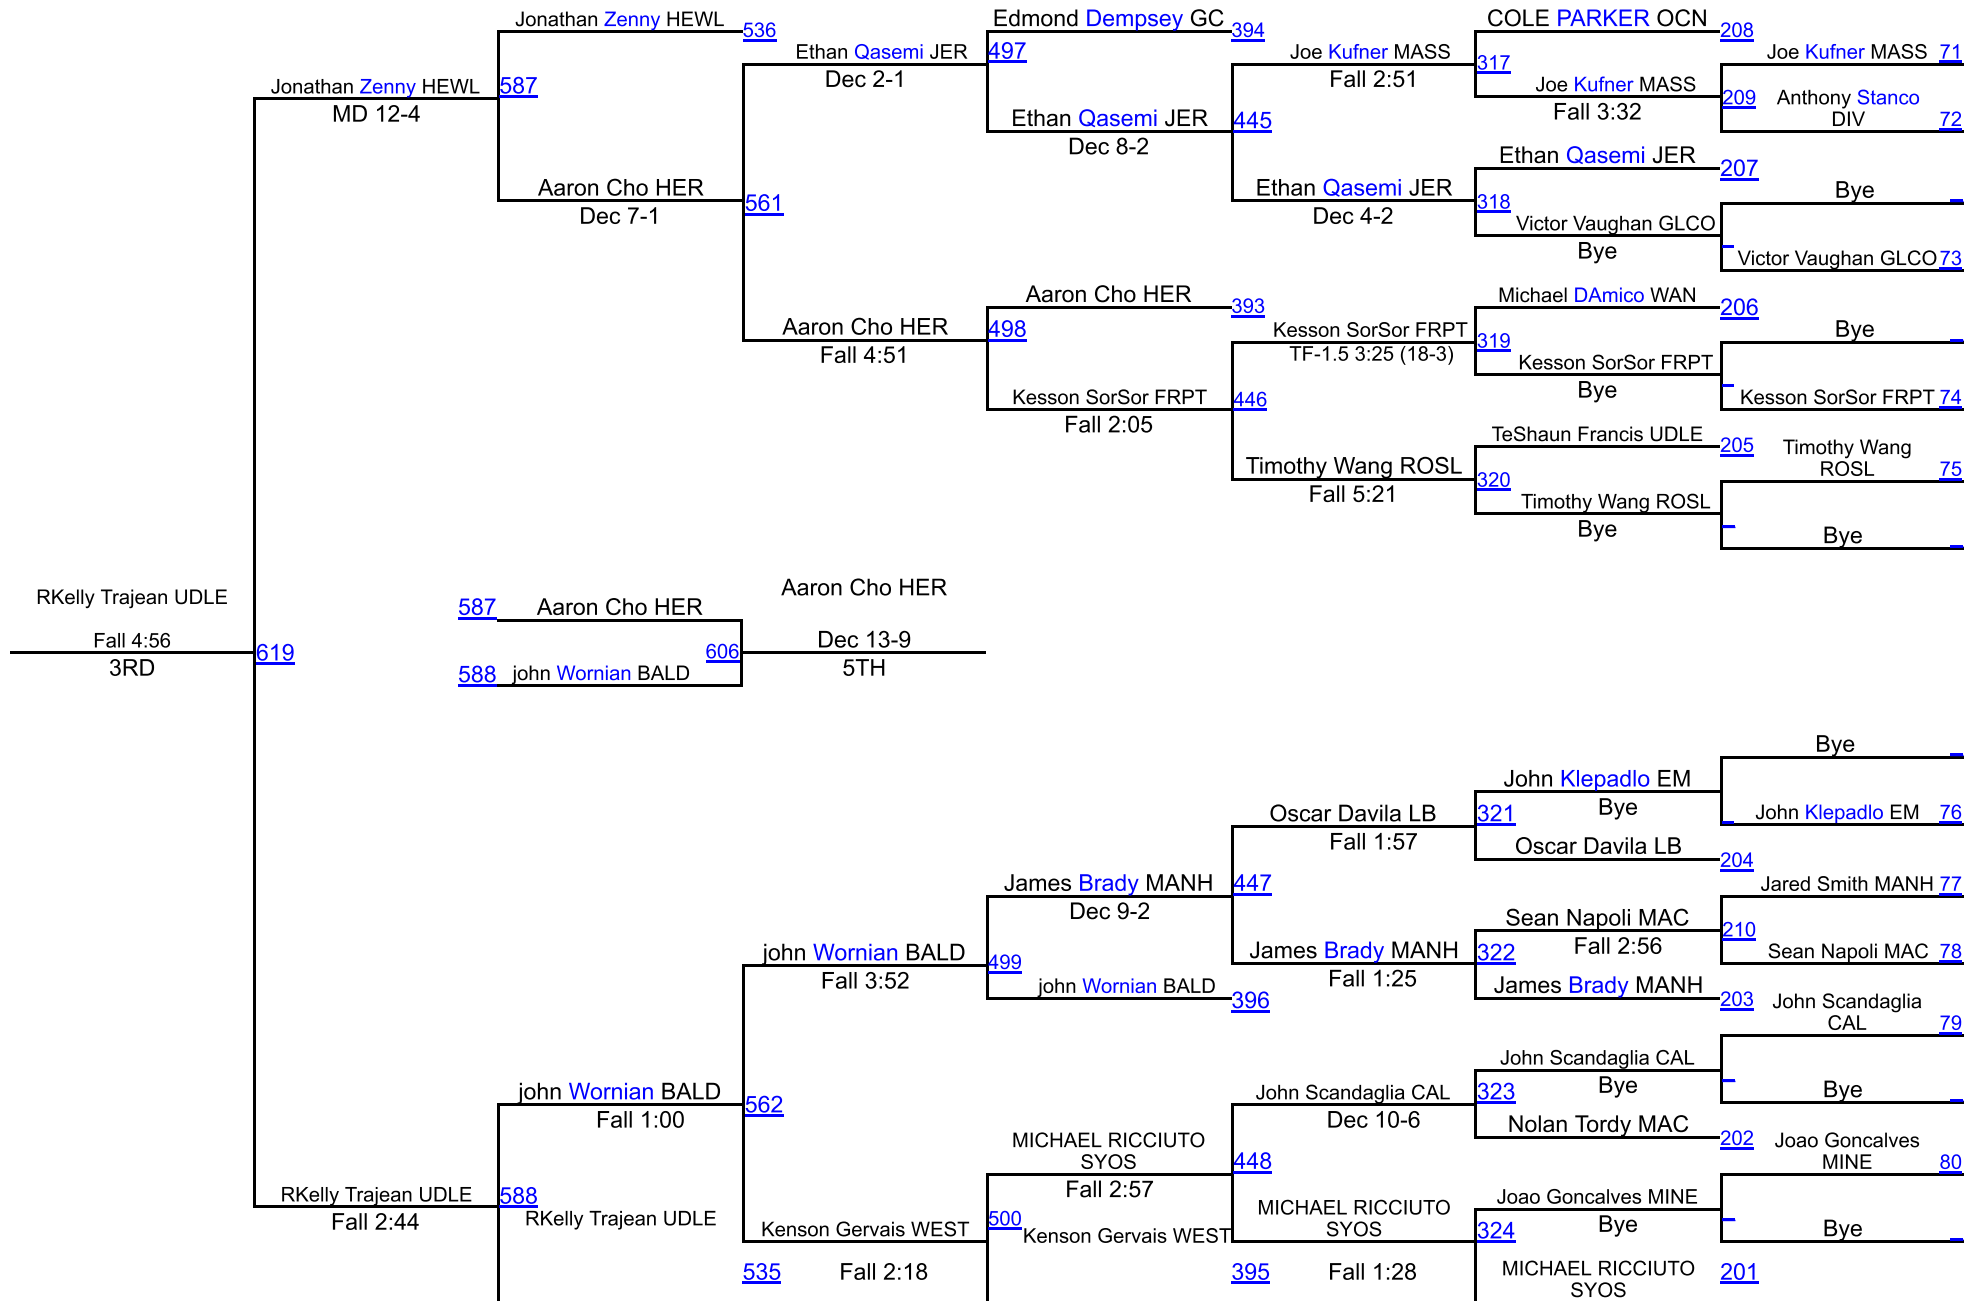 Jonathan Zenny HEWL
536
Edmond Dempsey GC
394
COLE PARKER OCN
208
Ethan Qasemi JER
497
Dec 2-1
Joe Kufner MASS
317
Fall 2:51
Joe Kufner MASS 71
Jonathan Zenny HEWL
587
MD 12-4
Joe Kufner MASS
209
Fall 3:32
Anthony Stanco
DIV
72
Ethan Qasemi JER
445
Dec 8-2
Ethan Qasemi JER
207
Aaron Cho HER
561
Dec 7-1
Ethan Qasemi JER
318
Dec 4-2
Bye
Victor Vaughan GLCO
Bye
Victor Vaughan GLCO 73
Aaron Cho HER
393
Michael DAmico WAN
206
Aaron Cho HER
498
Fall 4:51
Kesson SorSor FRPT
319
TF-1.5 3:25 (18-3)
Bye
Kesson SorSor FRPT
Bye
Kesson SorSor FRPT 74
Kesson SorSor FRPT
446
Fall 2:05
TeShaun Francis UDLE
205
Timothy Wang
ROSL
75
Timothy Wang ROSL
320
Fall 5:21
Timothy Wang ROSL
Bye
Bye
RKelly Trajean UDLE
Fall 4:56
619
3RD
587
Aaron Cho HER
588
john Wornian BALD
606
Aaron Cho HER
Dec 13-9
5TH
Bye
John Klepadlo EM
Bye
John Klepadlo EM 76
Oscar Davila LB
321
Fall 1:57
Oscar Davila LB
204
James Brady MANH
447
Dec 9-2
Jared Smith MANH 77
Sean Napoli MAC
210
Fall 2:56
Sean Napoli MAC 78
john Wornian BALD
499
Fall 3:52
James Brady MANH
322
Fall 1:25
john Wornian BALD
396
James Brady MANH
203
John Scandaglia
CAL
79
John Scandaglia CAL
Bye
Bye
john Wornian BALD
562
Fall 1:00
John Scandaglia CAL
323
Dec 10-6
Nolan Tordy MAC
202
Joao Goncalves
MINE
80
MICHAEL RICCIUTO
SYOS
448
Fall 2:57
RKelly Trajean UDLE
588
Fall 2:44
RKelly Trajean UDLE
535
Kenson Gervais WEST
500
Fall 2:18
Kenson Gervais WEST
395
MICHAEL RICCIUTO
SYOS
324
Fall 1:28
Joao Goncalves MINE
Bye
Bye
MICHAEL RICCIUTO
SYOS
201